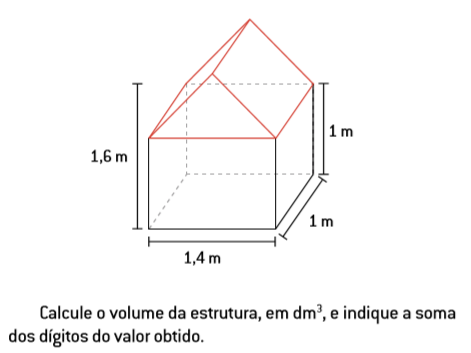 1,6 m
1 m
1 m
1,4 m
Calcule o volume da estrutura, em dm³, e indique a soma
dos dígitos do valor obtido.